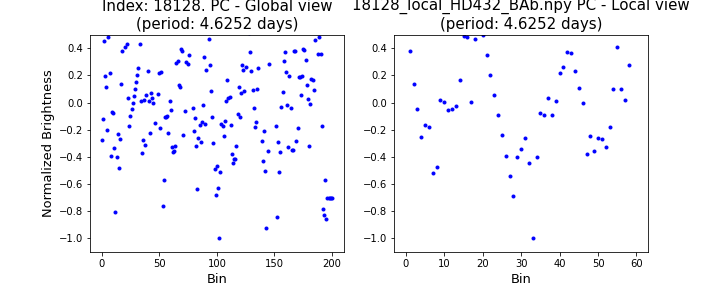 Index: 18128. PC - Global view
(period: 4.6252 days)
18128_local_HD432_BAb.npy PC - Local view
(period: 4.6252 days)
Normalized Brightness
0.4
0.2
0.0
−0.2
−0.4
−0.6
−0.8
−1.0
0 50 100 150 200
Bin
0.4
0.2
0.0
−0.2
−0.4
−0.6
−0.8
−1.0
0 10 20 30 40 50 60
Bin